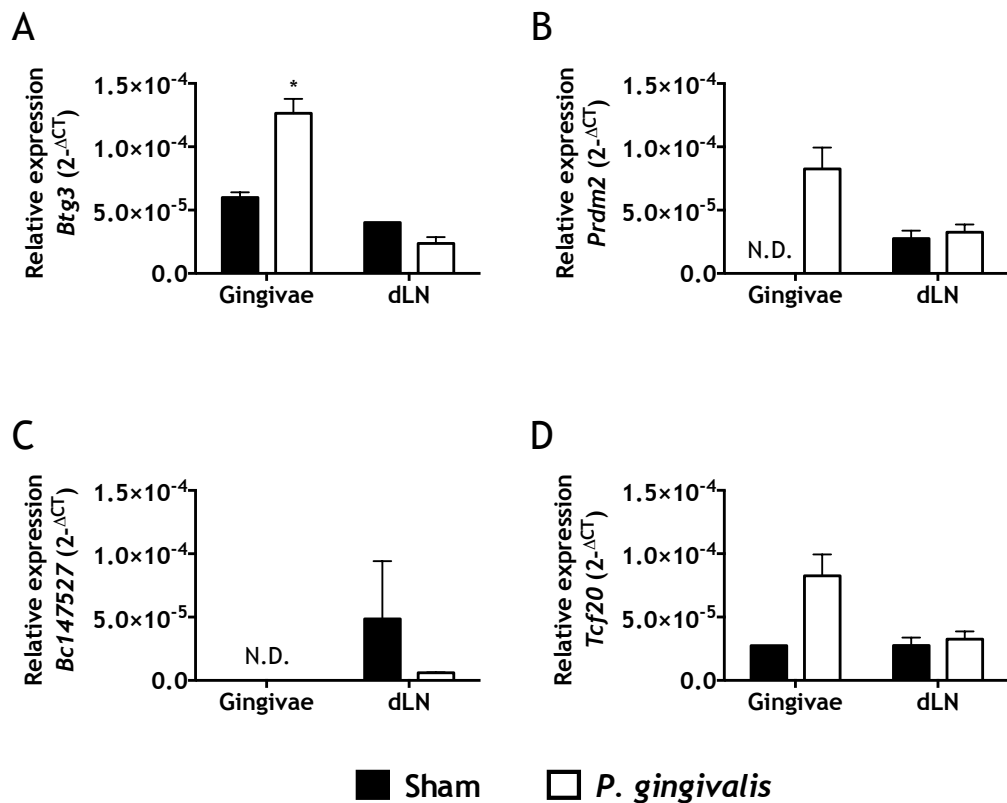 A
Relative expression
Btg3 (2-ΔCT)
1.5×10-4
1.0×10-4
5.0×10-5
0.0
*
Gingivae
dLN
B
Relative expression
Prdm2 (2-ΔCT)
1.5×10-4
1.0×10-4
5.0×10-5
0.0
N.D.
Gingivae
dLN
C
Relative expression
Bc147527 (2-ΔCT)
1.5×10-4
1.0×10-4
5.0×10-5
0.0
N.D.
Gingivae
dLN
D
Relative expression
Tcf20 (2-ΔCT)
1.5×10-4
1.0×10-4
5.0×10-5
0.0
Gingivae
dLN
Sham
P. gingivalis